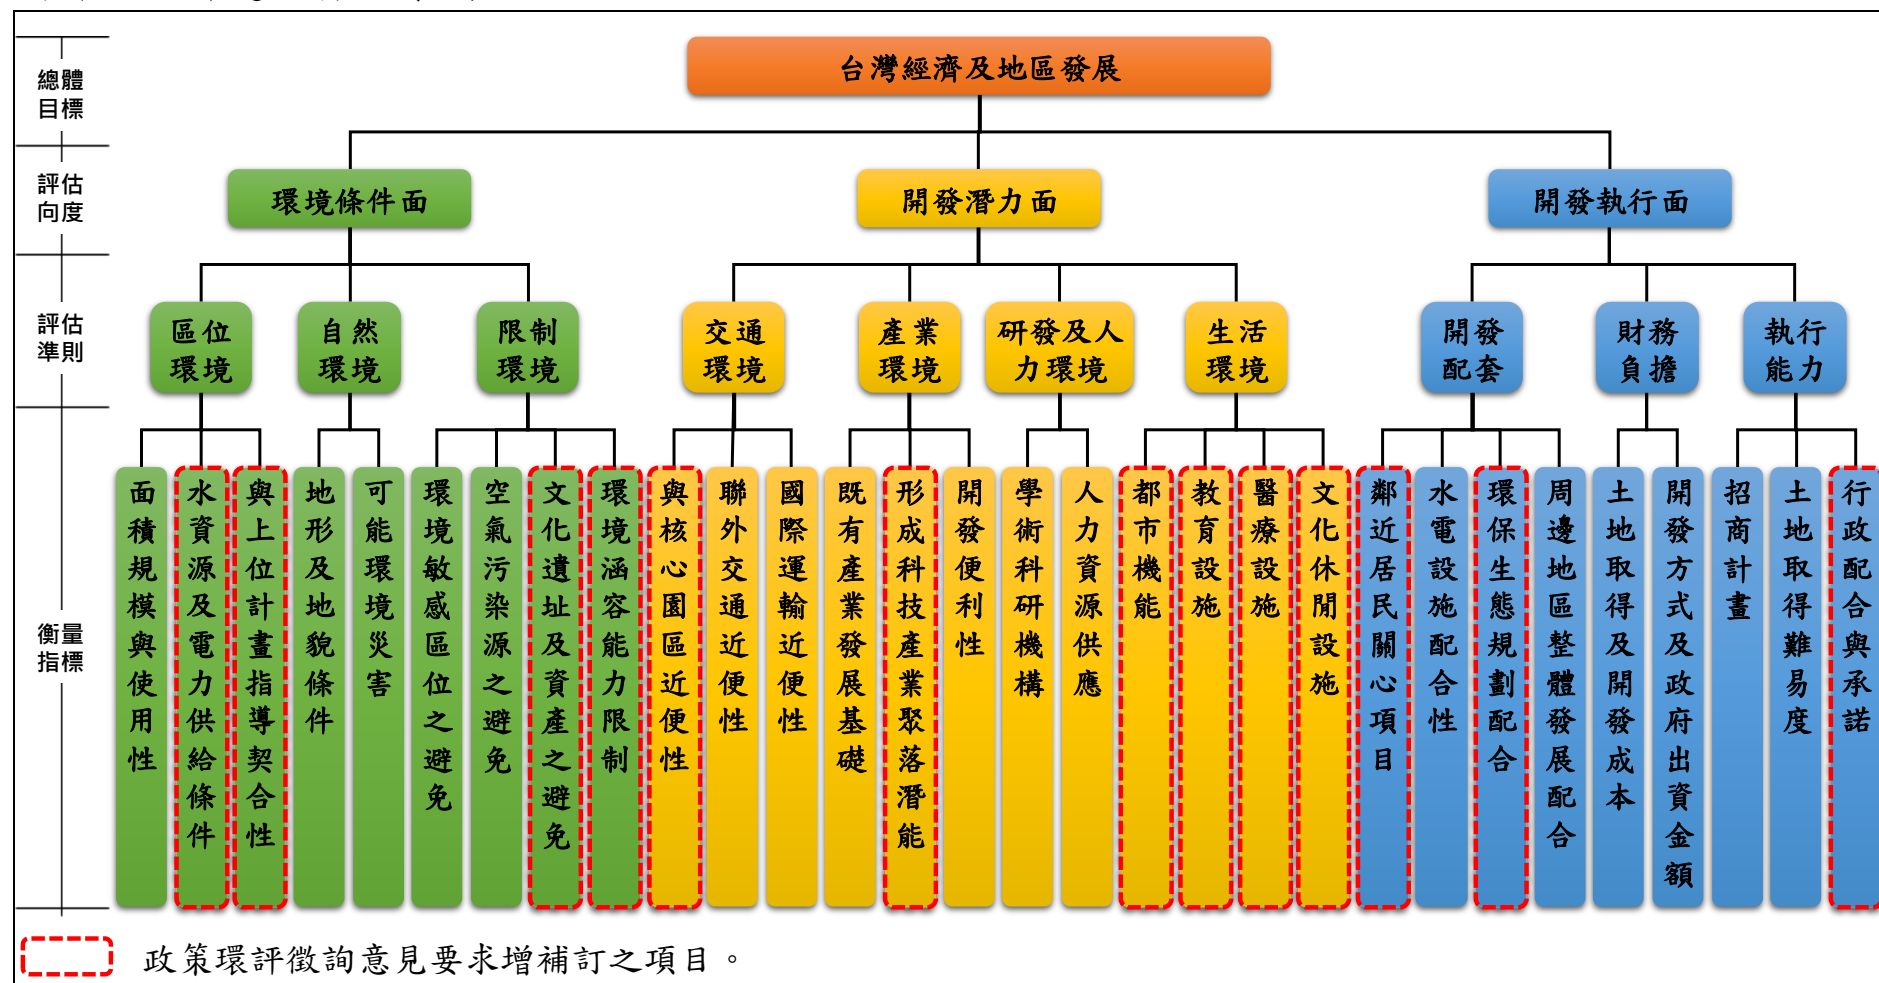 總體
目標
台灣經濟及地區發展
評估
向度
環境條件面
開發潛力面
開發執行面
評估
準則
區位
環境
自然
環境
限制
環境
交通
環境
產業
環境
研發及人
力環境
生活
環境
開發
配套
財務
負擔
執行
能力
衡量
指標
面積規模與使用性
水資源及電力供給條件
與上位計畫指導契合性
地形及地貌條件
可能環境災害
環境敏感區位之避免
空氣污染源之避免
文化遺址及資產之避免
環境涵容能力限制
與核心園區近便性
聯外交通近便性
國際運輸近便性
既有產業發展基礎
形成科技產業聚落潛能
開發便利性
學術科研機構
人力資源供應
都市機能
教育設施
醫療設施
文化休閒設施
鄰近居民關心項目
水電設施配合性
環保生態規劃配合
周邊地區整體發展配合
土地取得及開發成本
開發方式及政府出資金額
招商計畫
土地取得難易度
行政配合與承諾
政策環評徵詢意見要求增補訂之項目。